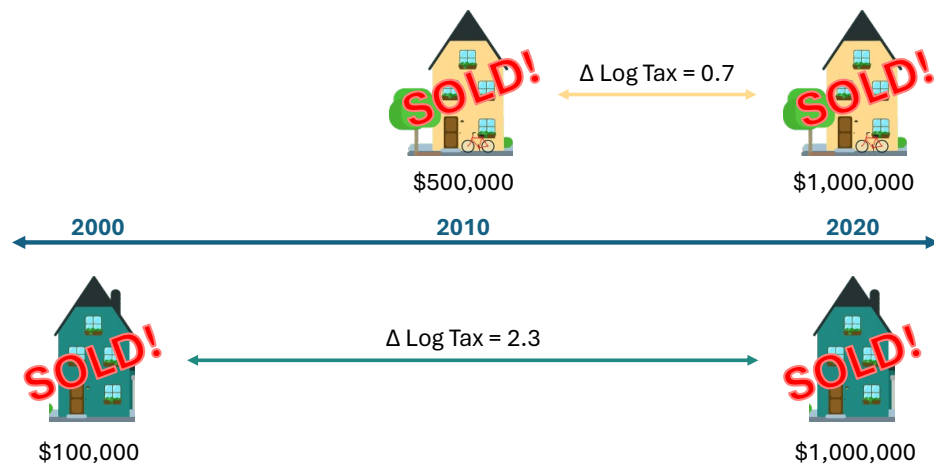 SOLD!
SOLD!
Δ Log Tax = 0.7
$500,000
$1,000,000
2000
2010
2020
SOLD!
SOLD!
Δ Log Tax = 2.3
$100,000
$1,000,000